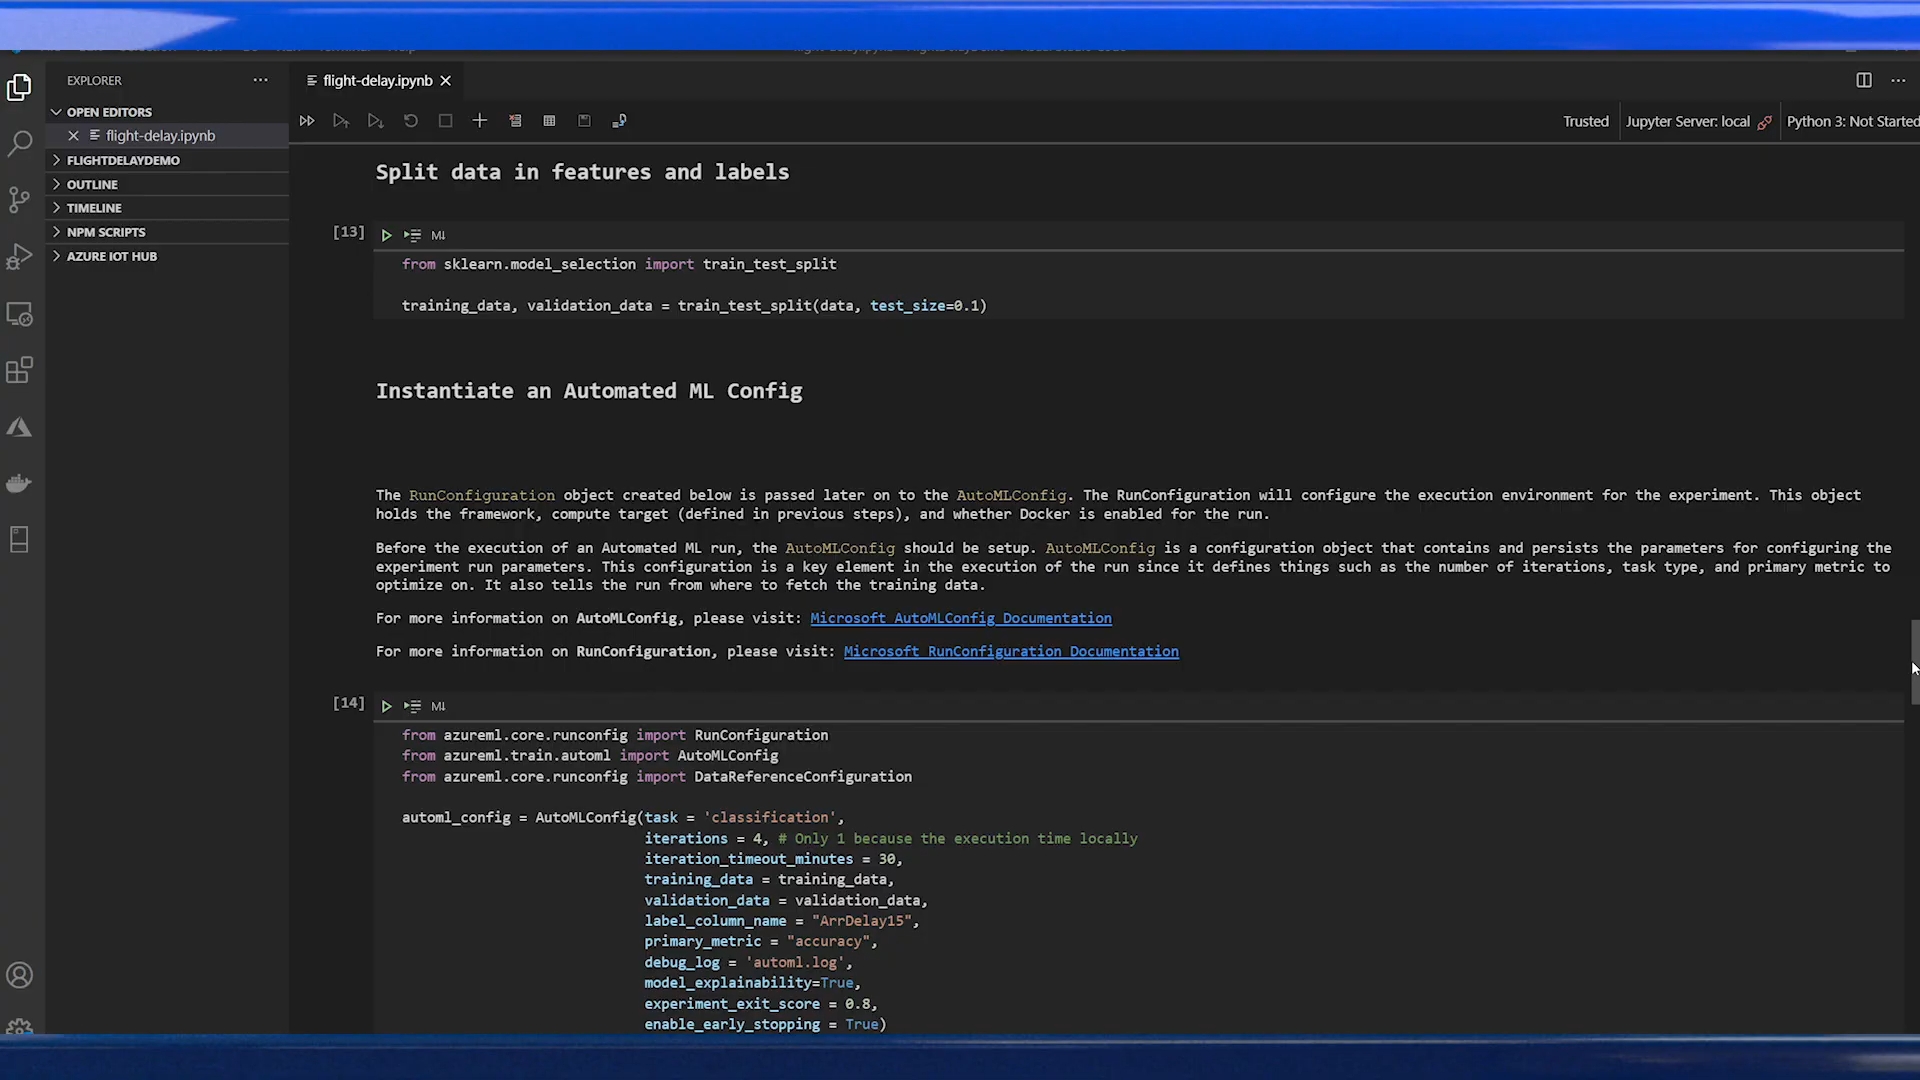 EXPLORER
flight-delay.ipynb
OPEN EDITORS
flight-delay.ipynb
FLIGHTDELAYDEMO
OUTLINE
TIMELINE
NPM SCRIPTS
AZURE IOT HUB
Trusted
Jupyter Server: local
Python 3: Not Started
Split data in features and labels
[13]
M↓
from sklearn.model_selection import train_test_split
training_data, validation_data = train_test_split(data, test_size=0.1)
Instantiate an Automated ML Config
The RunConfiguration object created below is passed later on to the AutoMLConfig. The RunConfiguration will configure the execution environment for the experiment. This object
holds the framework, compute target (defined in previous steps), and whether Docker is enabled for the run.
Before the execution of an Automated ML run, the AutoMLConfig should be setup. AutoMLConfig is a configuration object that contains and persists the parameters for configuring the
experiment run parameters. This configuration is a key element in the execution of the run since it defines things such as the number of iterations, task type, and primary metric to
optimize on. It also tells the run from where to fetch the training data.
For more information on AutoMLConfig, please visit: Microsoft AutoMLConfig Documentation
For more information on RunConfiguration, please visit: Microsoft RunConfiguration Documentation
[14]
M↓
from azureml.core.runconfig import RunConfiguration
from azureml.train.automl import AutoMLConfig
from azureml.core.runconfig import DataReferenceConfiguration
automl_config = AutoMLConfig(task = 'classification',
iterations = 4, # Only 1 because the execution time locally
iteration_timeout_minutes = 30,
training_data = training_data,
validation_data = validation_data,
label_column_name = "ArrDelay15",
primary_metric = "accuracy",
debug_log = 'automl.log',
model_explainability=True,
experiment_exit_score = 0.8,
enable_early_stopping = True)